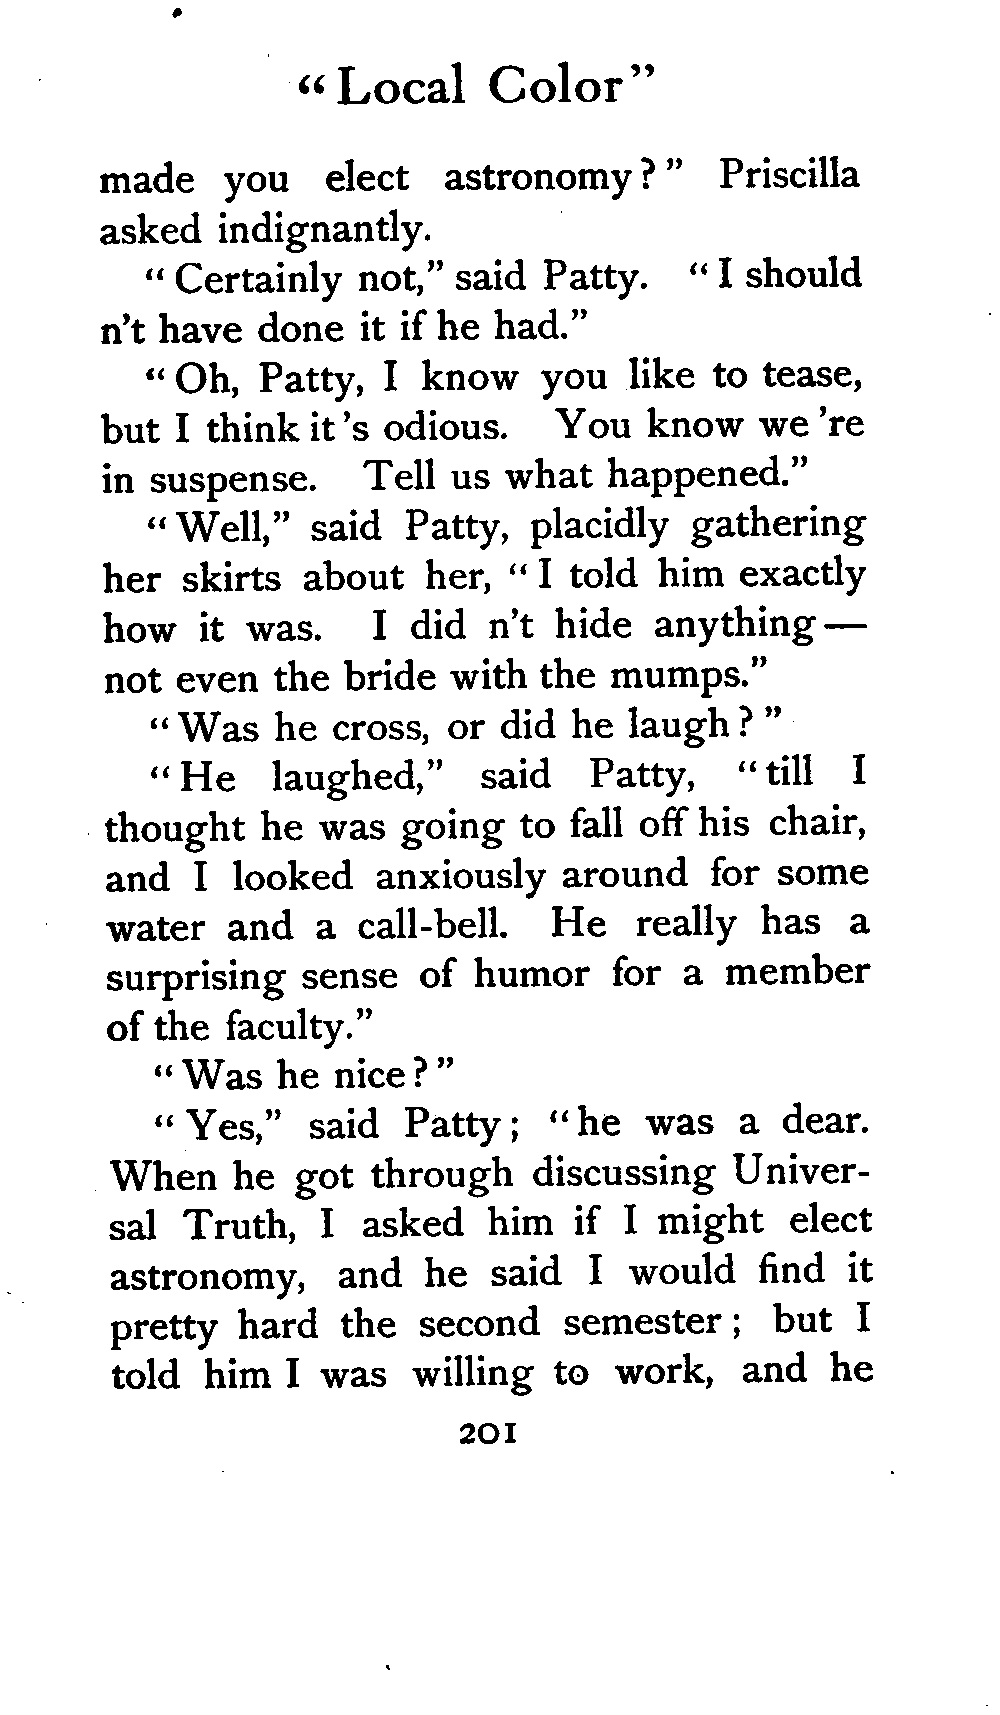 “Local Color”
made you elect astronomy?” Priscilla
asked indignantly.
“Certainly not,” said Patty. “I should
n’t have done it if he had.”
“Oh, Patty, I know you like to tease,
but I think it ’s odious. You know we ’re
in suspense. Tell us what happened.”
“Well,” said Patty, placidly gathering
her skirts about her, “I told him exactly
how it was. I did n’t hide anything—
not even the bride with the mumps.”
“Was he cross, or did he laugh?”
“He laughed,” said Patty, “till I
thought he was going to fall off his chair,
and I looked anxiously around for some
water and a call-bell. He really has a
surprising sense of humor for a member
of the faculty.”
“Was he nice?”
“Yes,” said Patty; “he was a dear.
When he got through discussing Univer-
sal Truth, I asked him if I might elect
astronomy, and he said I would find it
pretty hard the second semester; but I
told him I was willing to work, and he
201